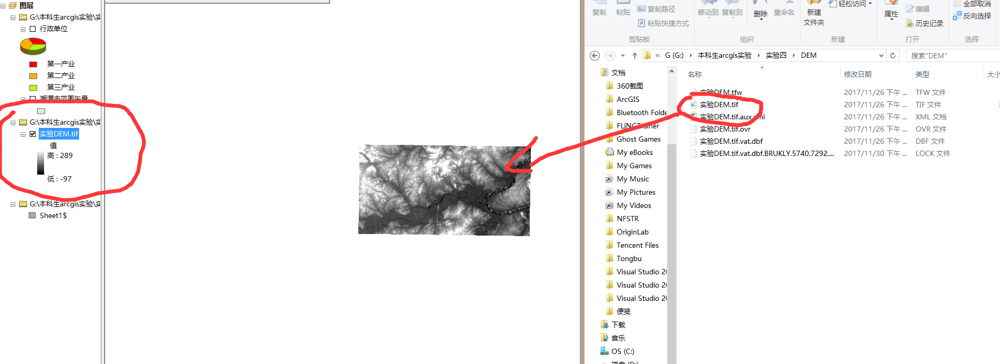 图层
G:\本科生arcgis实验\实
行政单位
第一产业
第二产业
第三产业
湘潭市范围矢量
G:\本科生arcgis实验\实
实验DEM.tif
值
高 : 289
低 : -97
G:\本科生arcgis实验\实
Sheet1$
复制
粘贴
复制路径
粘贴快捷方式
剪贴板
移动到
复制到
删除
重命名
组织
新建
文件夹
轻松访问
新建
属性
编辑
历史记录
打开
全部取消
反向选择
选择
« G (G:) 本科生arcgis实验 实验四 DEM
搜索"DEM"
文档
360截图
ArcGIS
Bluetooth Folde
FLiNGTrainer
Ghost Games
My eBooks
My Games
My Music
My Pictures
My Videos
NFSTR
OriginLab
Tencent Files
Tongbu
Visual Studio 20
Visual Studio 20
Visual Studio 20
便笺
下载
音乐
OS (C:)
名称 修改日期 类型 大小
实验DEM.tfw 2017/11/26 下午 ... TFW 文件
实验DEM.tif 2017/11/26 下午 ... TIF 文件
实验DEM.tif.aux.xml 2017/11/26 下午 ... XML 文档
实验DEM.tif.ovr 2017/11/26 下午 ... OVR 文件
实验DEM.tif.vat.dbf 2017/11/26 下午 ... DBF 文件
实验DEM.tif.vat.dbf.BRUKLY.5740.7292.... 2017/11/30 下午 ... LOCK 文件